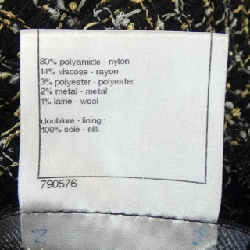 80% polyamide - nylon
14% viscose - rayon
3% polyester - polyester
2% metal - metal
1% laine - wool
doublure - lining
100% soie - silk
790576